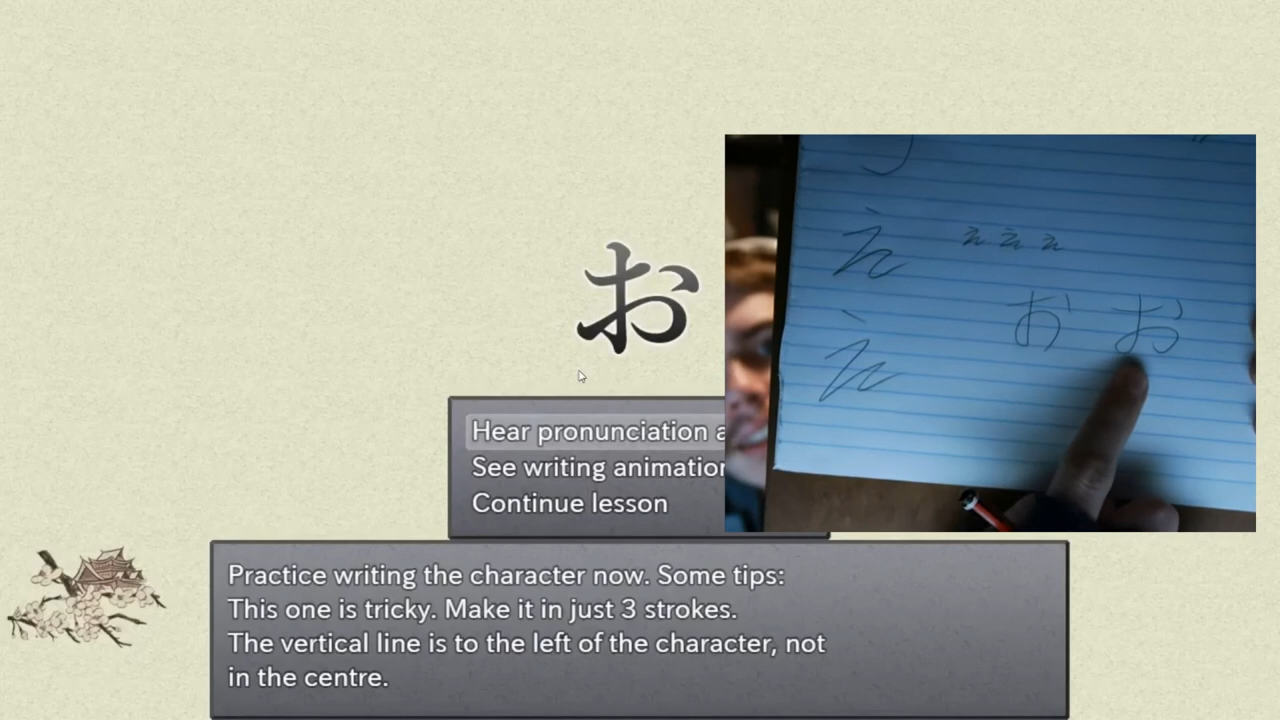 お
え え え え
お お
え
Hear pronunciation a
See writing animation
Continue lesson
Practice writing the character now. Some tips:
This one is tricky. Make it in just 3 strokes.
The vertical line is to the left of the character, not
in the centre.